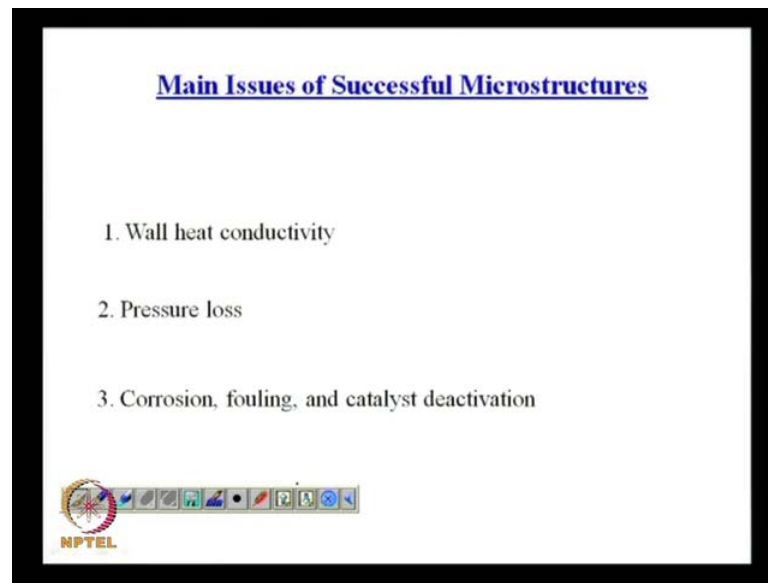 Main Issues of Successful Microstructures
1. Wall heat conductivity
2. Pressure loss
3. Corrosion, fouling, and catalyst deactivation
NPTEL